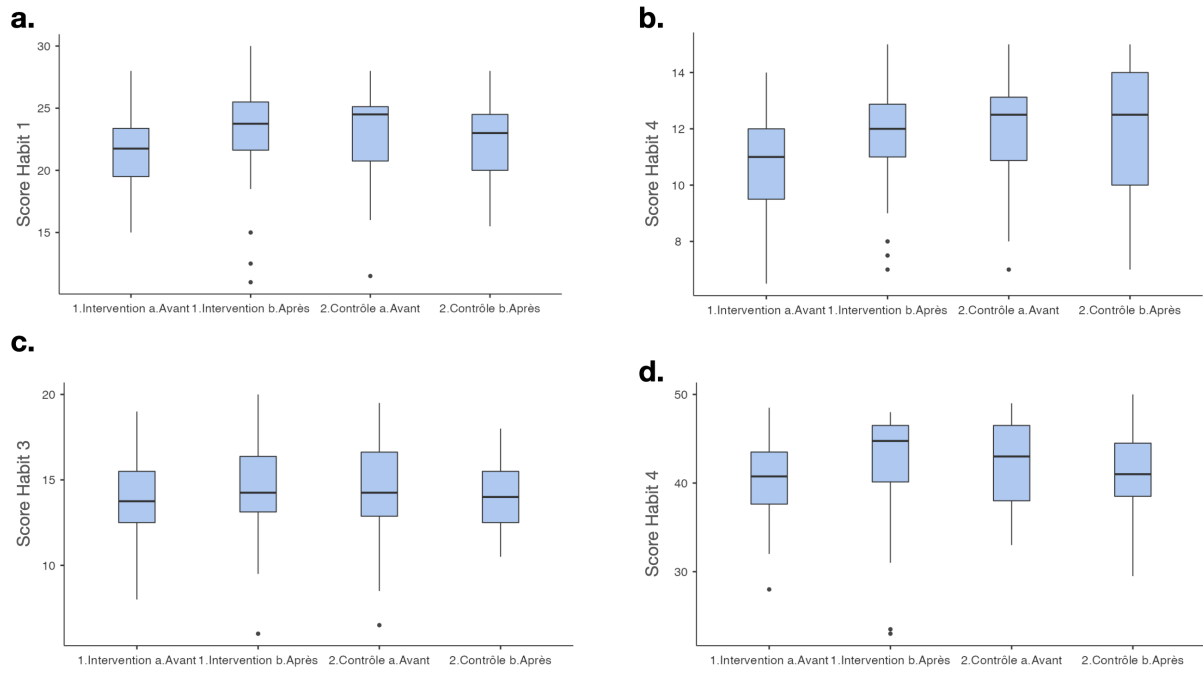 a.
Score Habit 1
30
25
20
15
1.Intervention a.Avant 1.Intervention b.Après 2.Contrôle a.Avant 2.Contrôle b.Après
b.
Score Habit 4
14
12
10
8
1.Intervention a.Avant 1.Intervention b.Après 2.Contrôle a.Avant 2.Contrôle b.Après
c.
Score Habit 3
20
15
10
1.Intervention a.Avant 1.Intervention b.Après 2.Contrôle a.Avant 2.Contrôle b.Après
d.
Score Habit 4
50
40
30
1.Intervention a.Avant 1.Intervention b.Après 2.Contrôle a.Avant 2.Contrôle b.Après